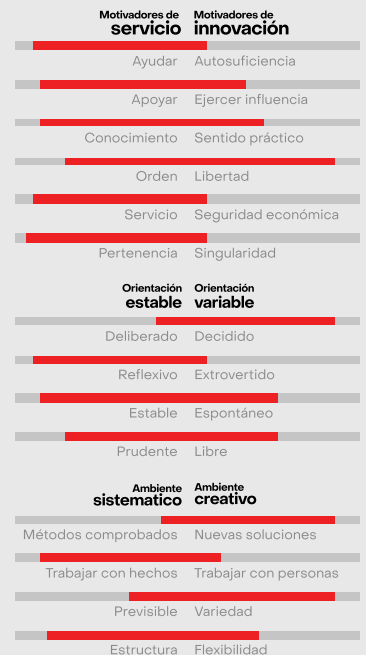 Motivadores de Motivadores de
servicio innovación
Ayudar Autosuficiencia
Apoyar Ejercer influencia
Conocimiento Sentido práctico
Orden Libertad
Servicio Seguridad económica
Pertenencia Singularidad
Orientación Orientación
estable variable
Deliberado Decidido
Reflexivo Extrovertido
Estable Espontáneo
Prudente Libre
Ambiente Ambiente
sistematico creativo
Métodos comprobados Nuevas soluciones
Trabajar con hechos Trabajar con personas
Previsible Variedad
Estructura Flexibilidad